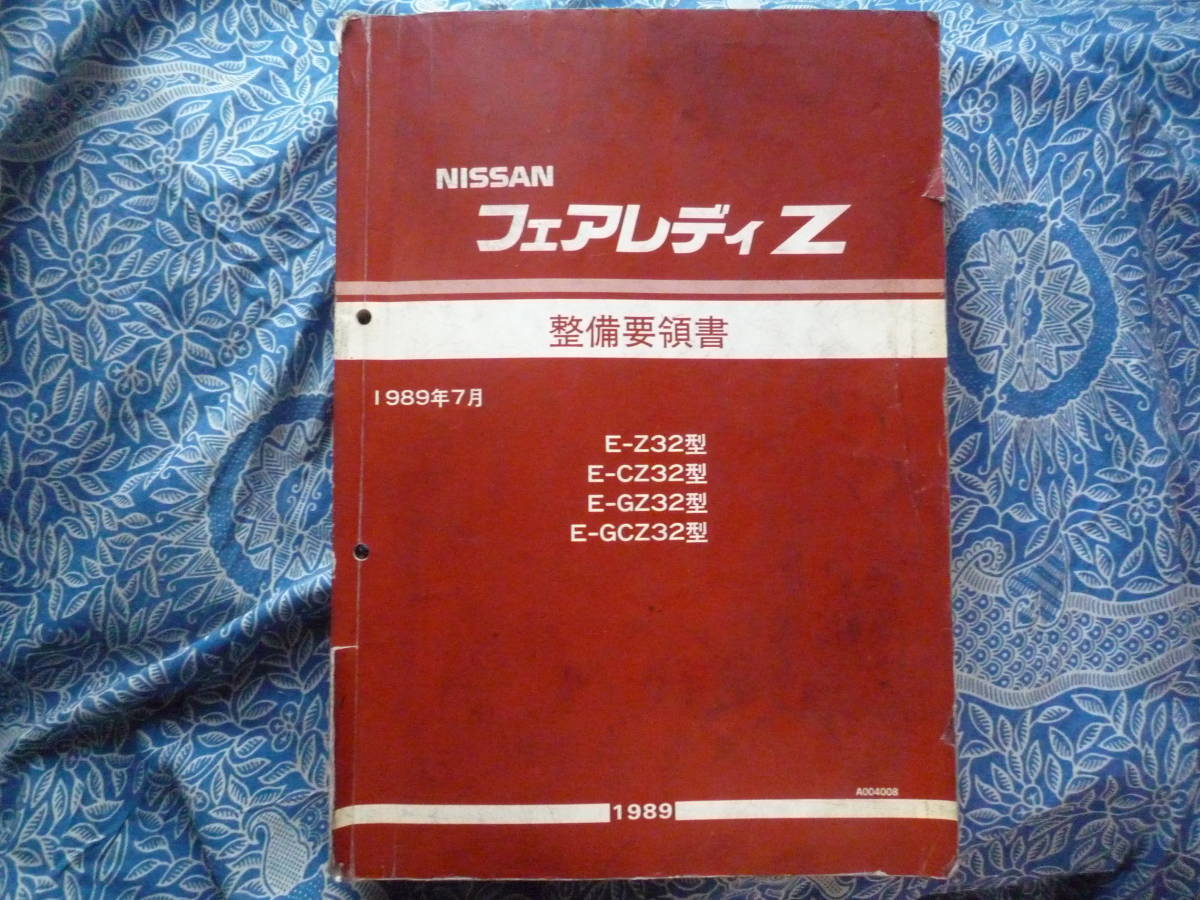 NISSAN
フェアレディZ
整備要領書
1989年7月
E-Z32型
E-CZ32型
E-GZ32型
E-GCZ32型
A004008
1989